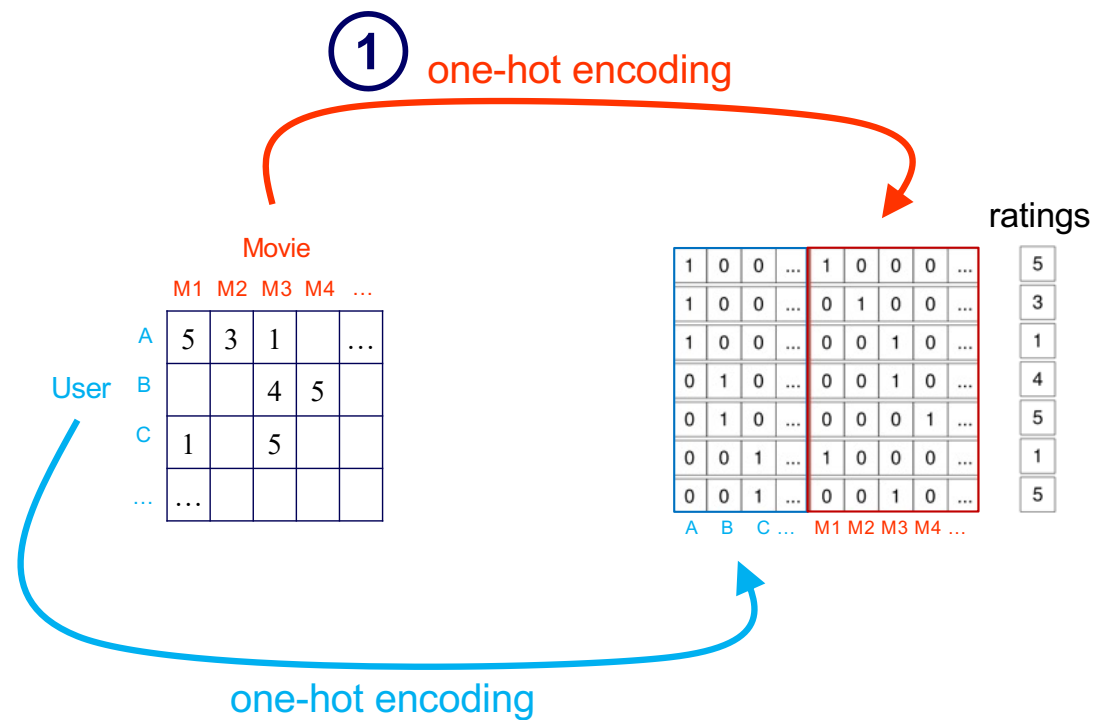 1 one-hot encoding
ratings
Movie
M1 M2 M3 M4 …
User
A 5 3 1 …
B 4 5
C 1 5
… …
1 0 0 ... 1 0 0 0 ... 5
1 0 0 ... 0 1 0 0 ... 3
1 0 0 ... 0 0 1 0 ... 1
0 1 0 ... 0 0 1 0 ... 4
0 1 0 ... 0 0 0 1 ... 5
0 0 1 ... 1 0 0 0 ... 1
0 0 1 ... 0 0 1 0 ... 5
A B C … M1 M2 M3 M4 …
one-hot encoding